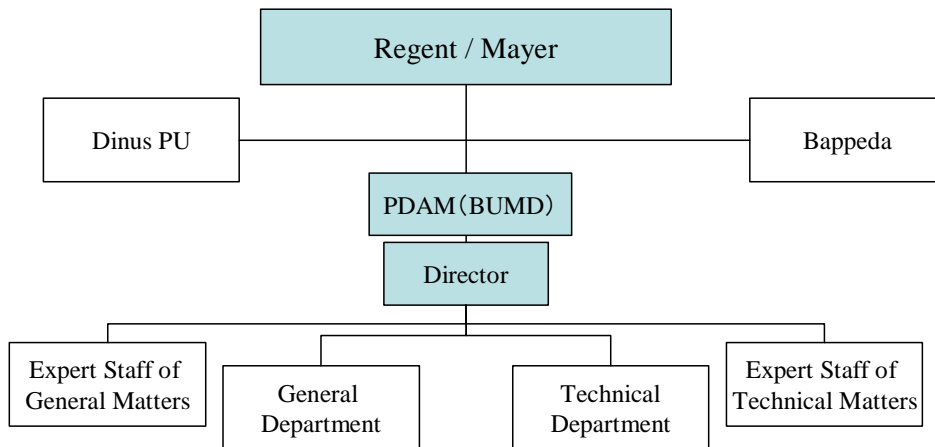 Regent / Mayer
Dinus PU
Bappeda
PDAM(BUMD)
Director
Expert Staff of
General Matters
General
Department
Technical
Department
Expert Staff of
Technical Matters